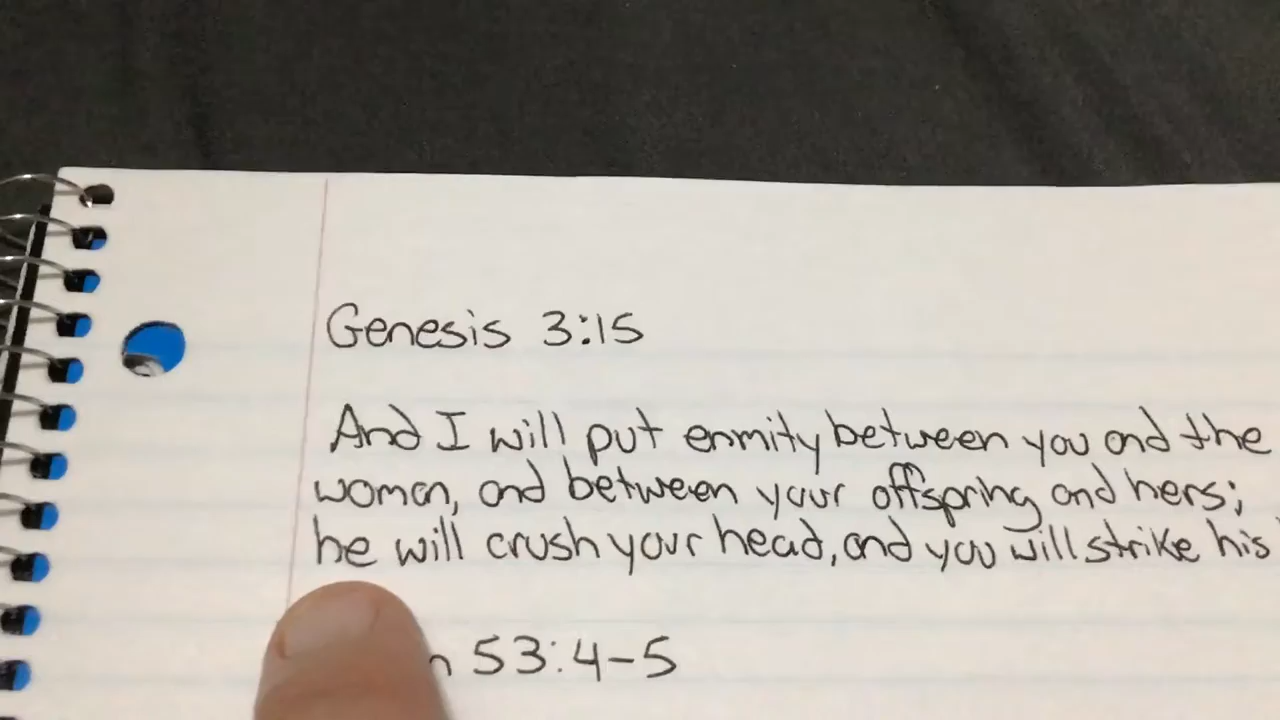 Genesis 3:15
And I will put enmity between you and the
woman, and between your offspring and hers;
he will crush your head, and you will strike his
53:4-5